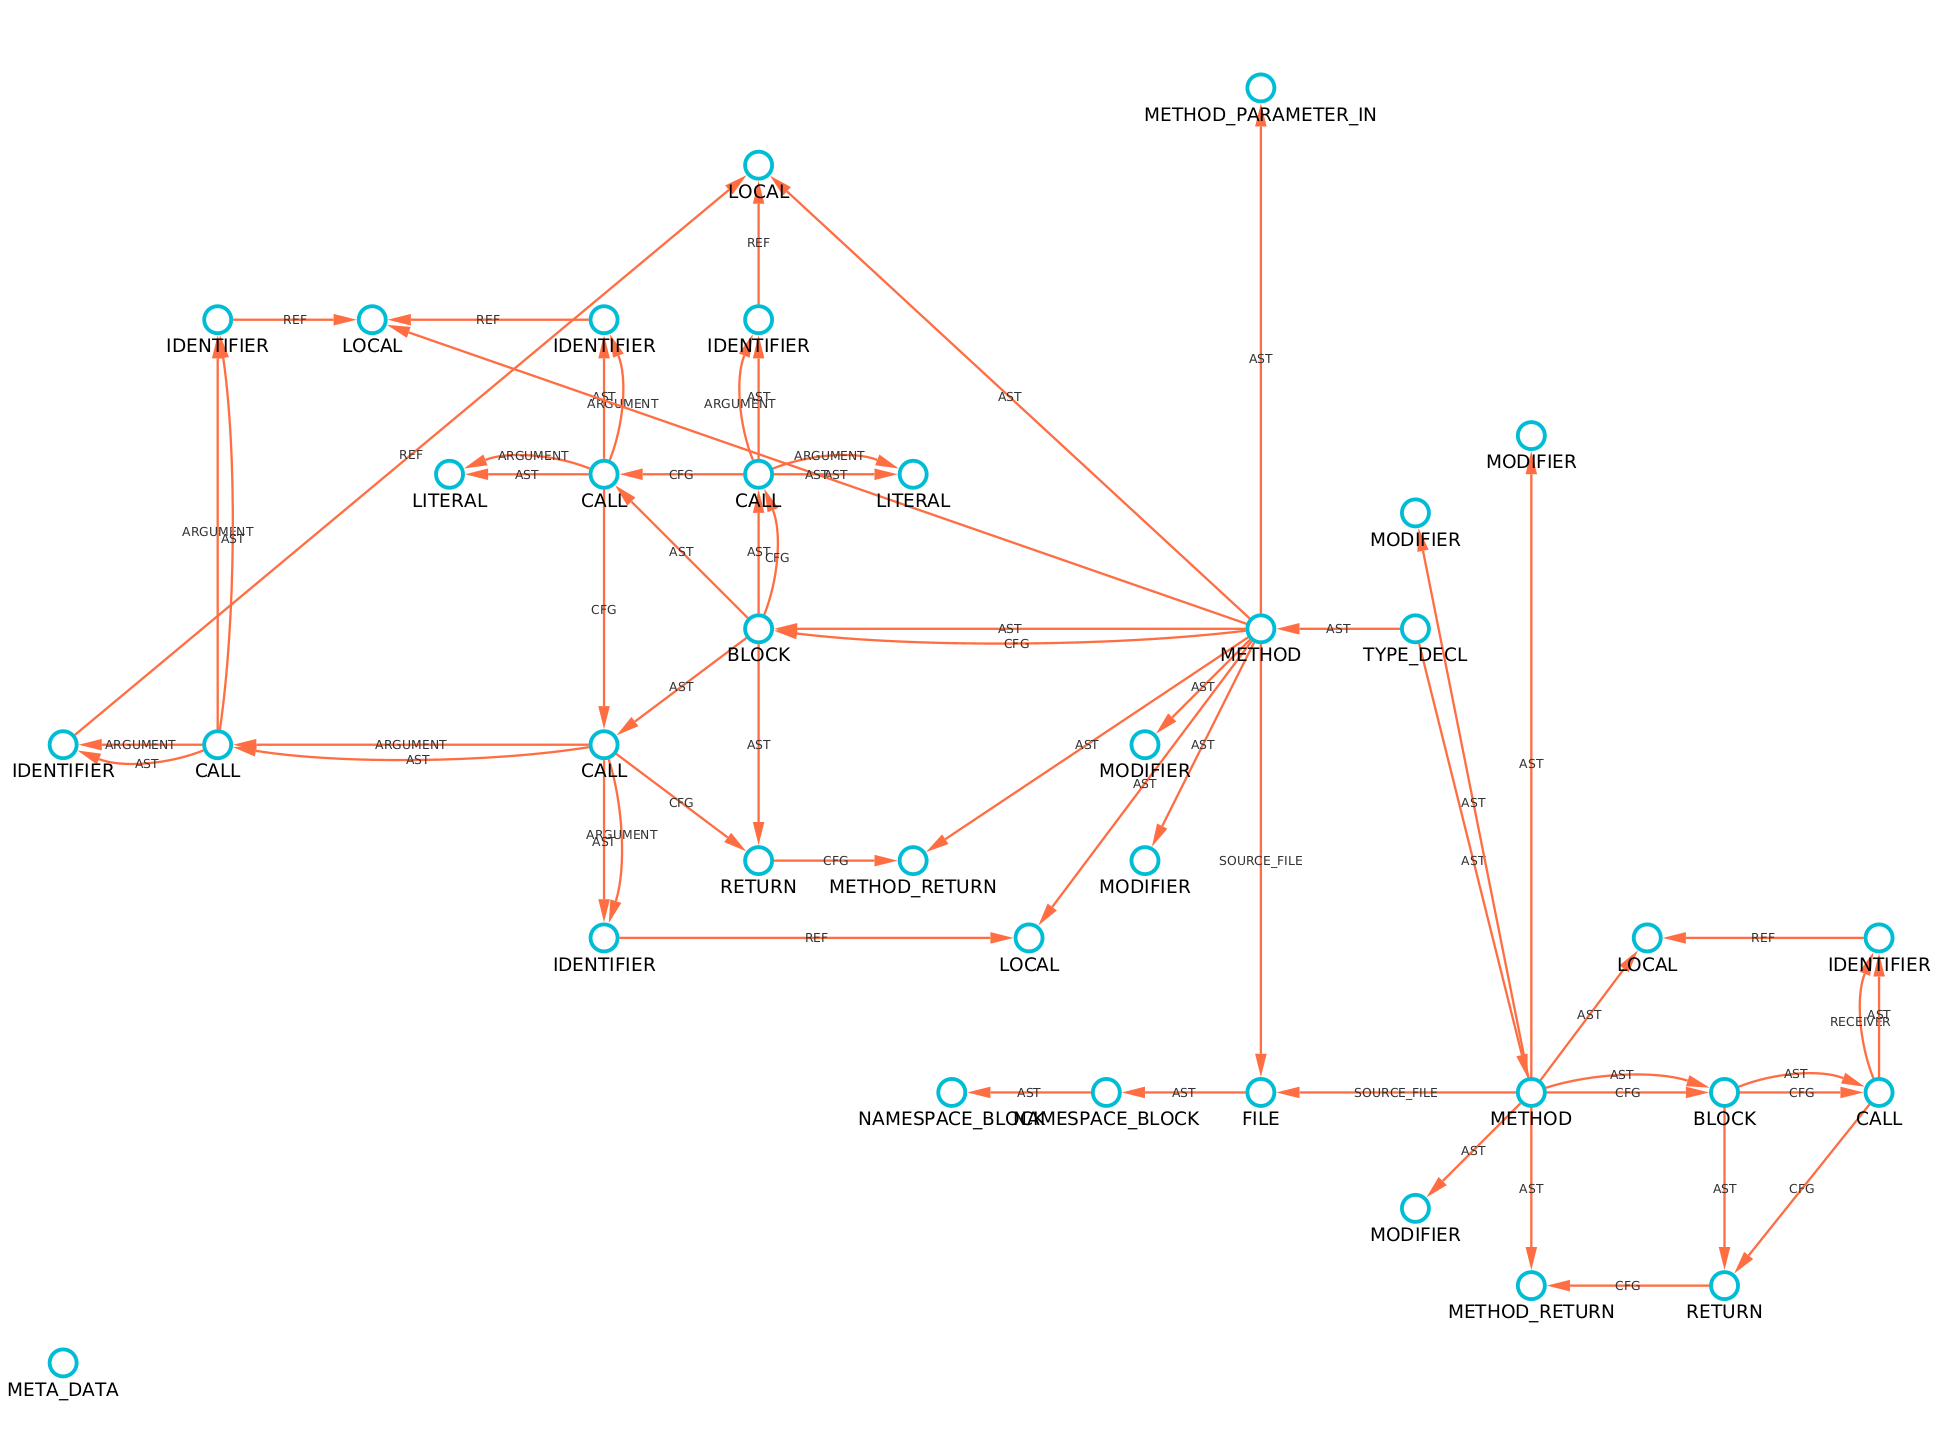 METHOD_PARAMETER_IN
LOCAL
REF
AST
AST
REF
REF
IDENTIFIER
LOCAL
IDENTIFIER
IDENTIFIER
AST
ARGUMENT
AST
ARGUMENT
AST
MODIFIER
REF
ARGUMENT
ARGUMENT
AST
CFG
AST
AST
LITERAL
CALL
CALL
LITERAL
MODIFIER
ARGUMENT
AST
AST
AST
CFG
CFG
AST
AST
CFG
BLOCK
METHOD
TYPE_DECL
AST
AST
ARGUMENT
AST
ARGUMENT
AST
AST
AST
AST
AST
IDENTIFIER
CALL
CALL
MODIFIER
AST
CFG
AST
ARGUMENT
AST
CFG
SOURCE_FILE
AST
RETURN
METHOD_RETURN
MODIFIER
REF
REF
IDENTIFIER
LOCAL
LOCAL
IDENTIFIER
AST
AST
RECEIVER
AST
AST
AST
AST
SOURCE_FILE
CFG
CFG
NAMESPACE_BLOCK
NAMESPACE_BLOCK
FILE
METHOD
BLOCK
CALL
AST
AST
AST
CFG
MODIFIER
CFG
METHOD_RETURN
RETURN
META_DATA